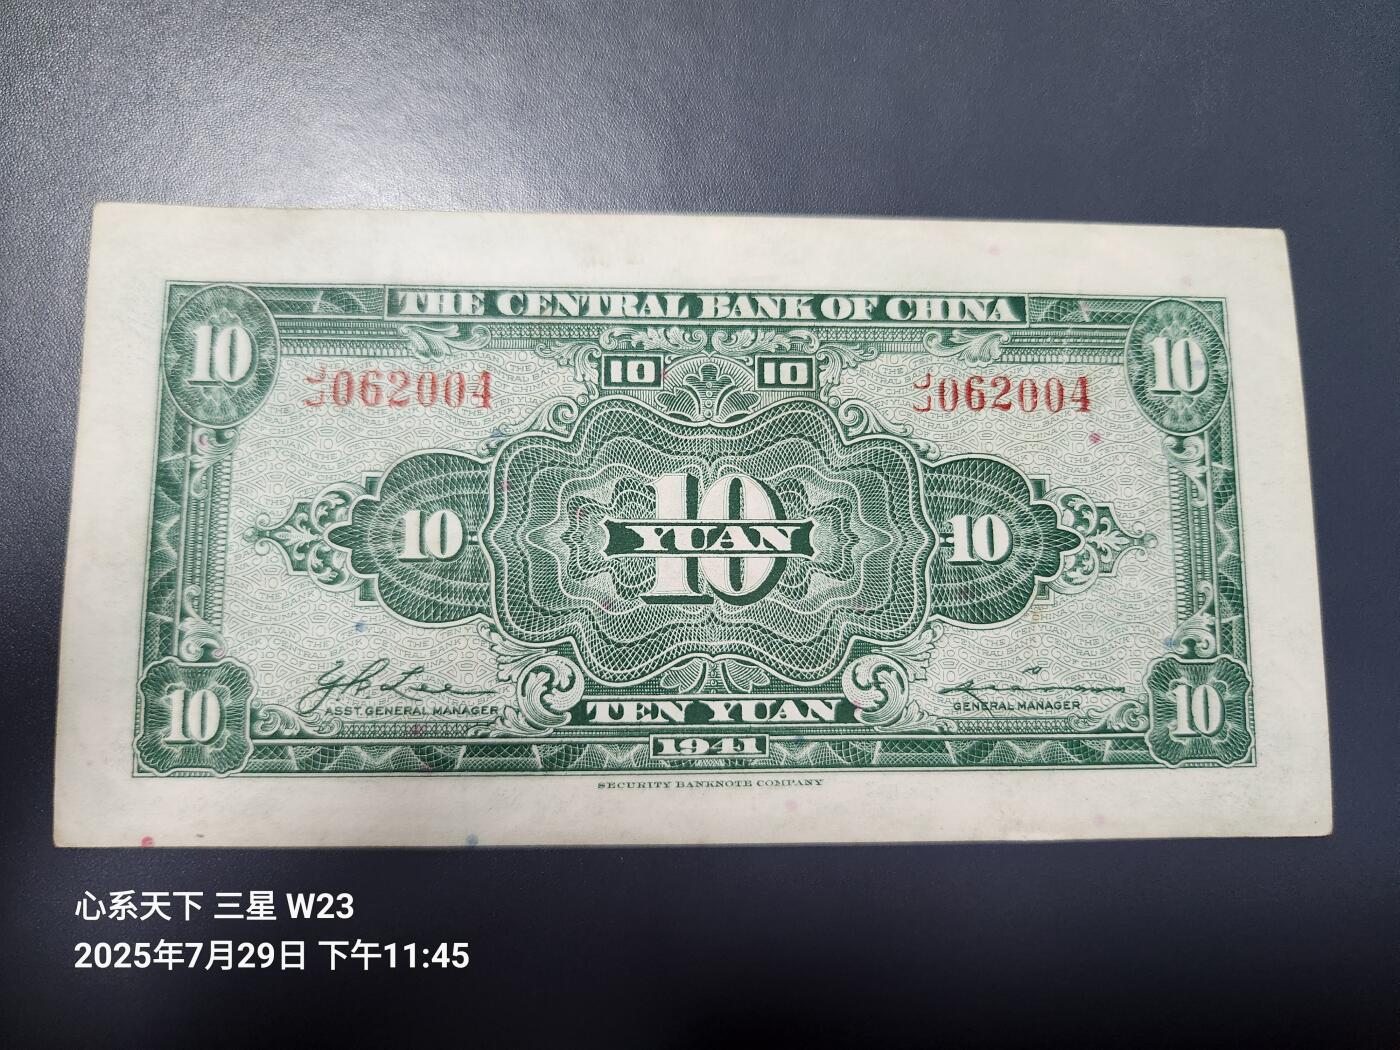 THE CENTRAL BANK OF CHINA
10 10
10 10
J/J062004 J/J062004
10 10 YUAN 10
ASST. GENERAL MANAGER GENERAL MANAGER
10 TEN YUAN 10
1941
SECURITY BANKNOTE COMPANY
心系天下 三星 W23
2025年7月29日 下午11:45